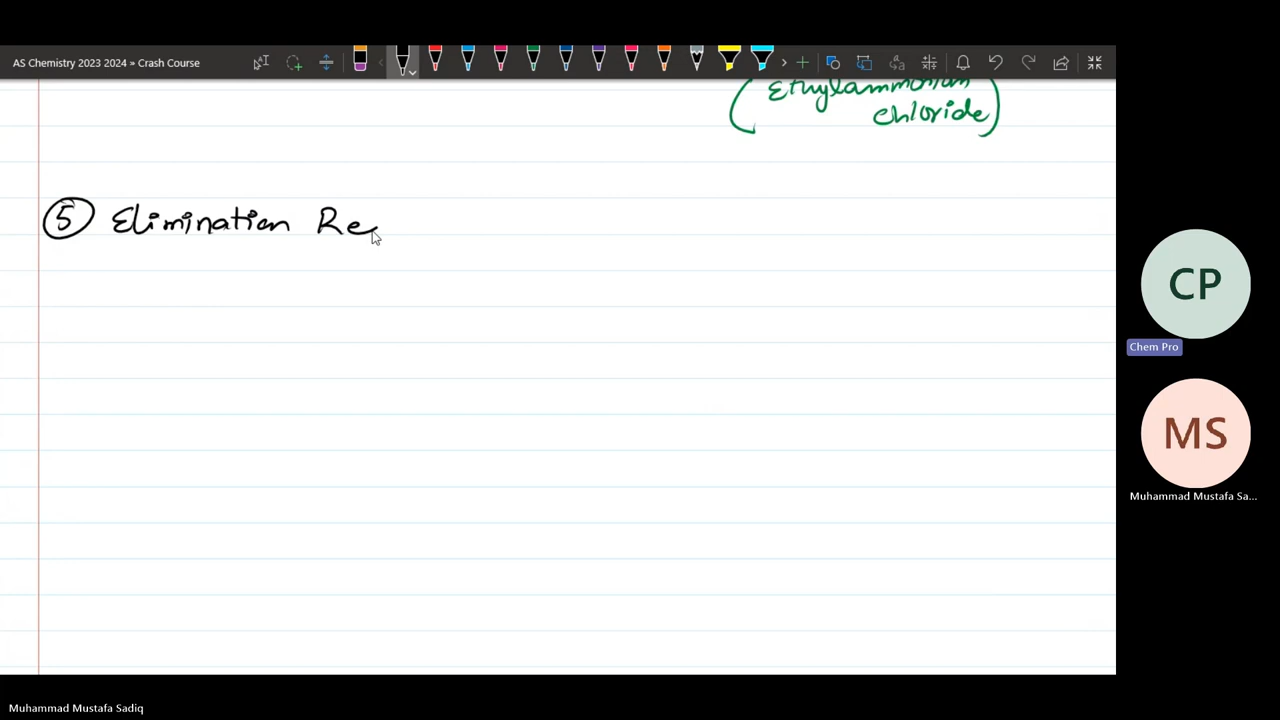 AS Chemistry 2023 2024 » Crash Course
(Ethylammonium
chloride)
⑤ Elimination Re
CP
Chem Pro
MS
Muhammad Mustafa Sa...
Muhammad Mustafa Sadiq